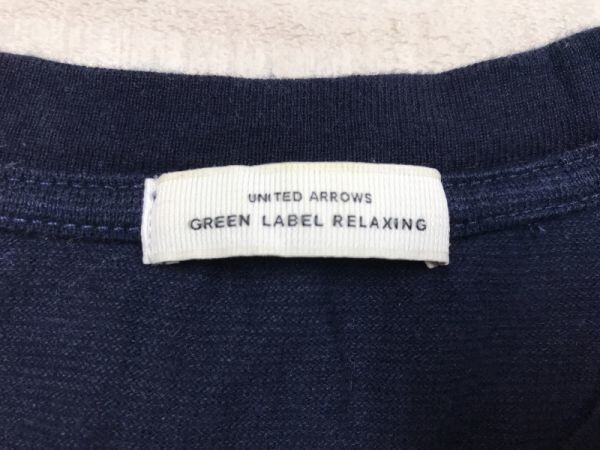 UNITED ARROWS
GREEN LABEL RELAXING